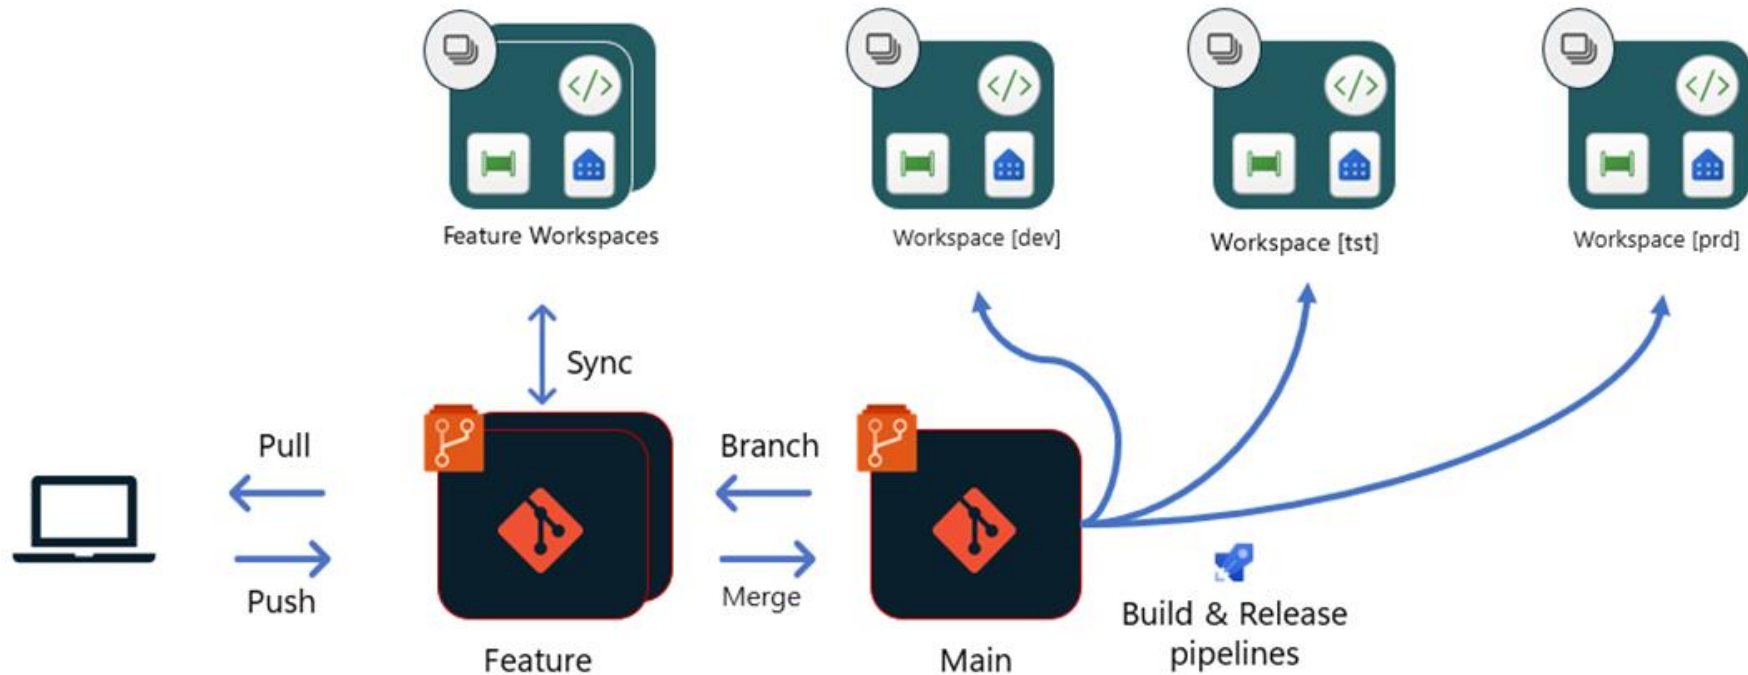 Feature Workspaces
Workspace [dev]
Workspace [tst]
Workspace [prd]
Sync
Pull
Push
Branch
Merge
Feature
Main
Build & Release
pipelines